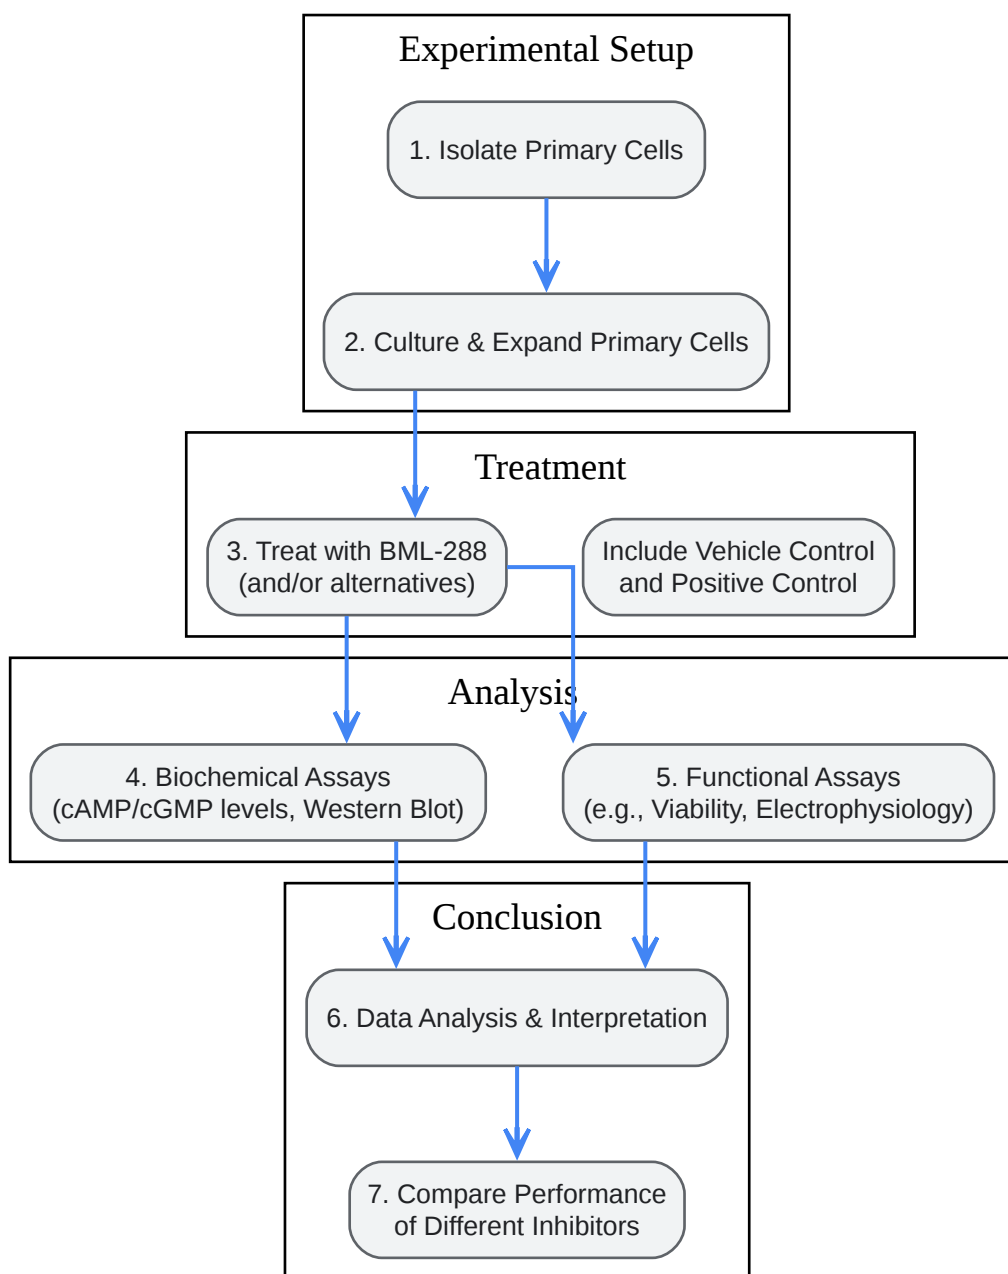 Experimental Setup
1. Isolate Primary Cells
2. Culture & Expand Primary Cells
Treatment
3. Treat with BML-288
(and/or alternatives)
Include Vehicle Control
and Positive Control
Analysis
4. Biochemical Assays
(cAMP/cGMP levels, Western Blot)
5. Functional Assays
(e.g., Viability, Electrophysiology)
Conclusion
6. Data Analysis & Interpretation
7. Compare Performance
of Different Inhibitors